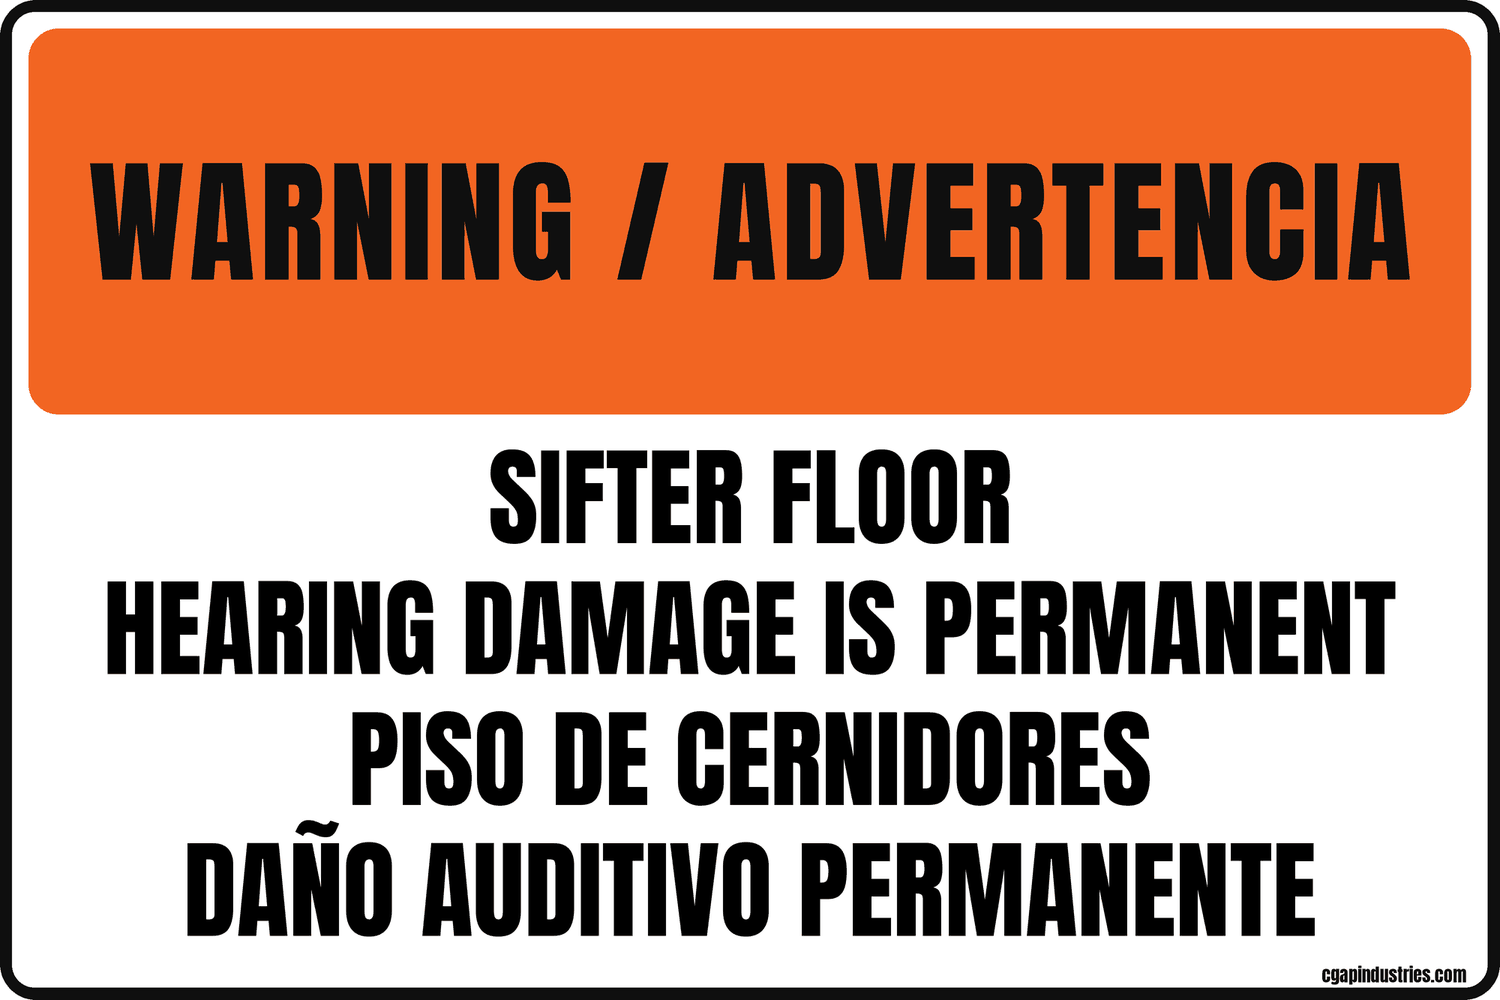 WARNING / ADVERTENCIA
SIFTER FLOOR
HEARING DAMAGE IS PERMANENT
PISO DE CERNIDORES
DAÑO AUDITIVO PERMANENTE
cgapindustries.com